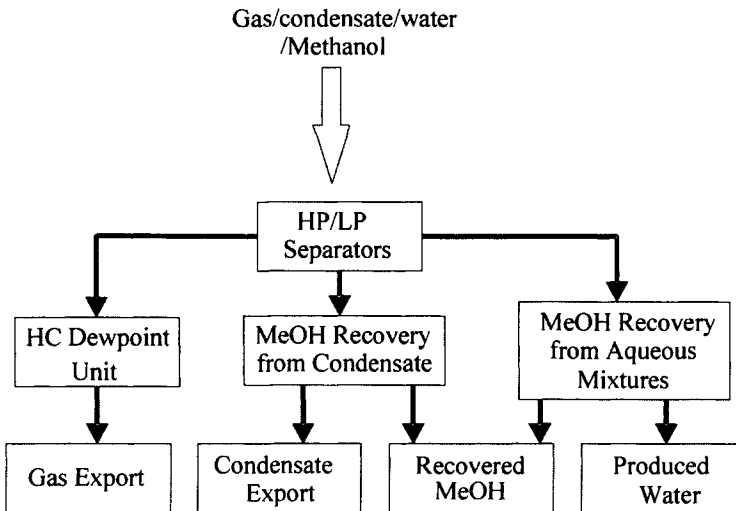 Gas/condensate/water
/Methanol
HP/LP
Separators
HC Dewpoint
Unit
MeOH Recovery
from Condensate
MeOH Recovery
from Aqueous
Mixtures
Gas Export
Condensate
Export
Recovered
MeOH
Produced
Water